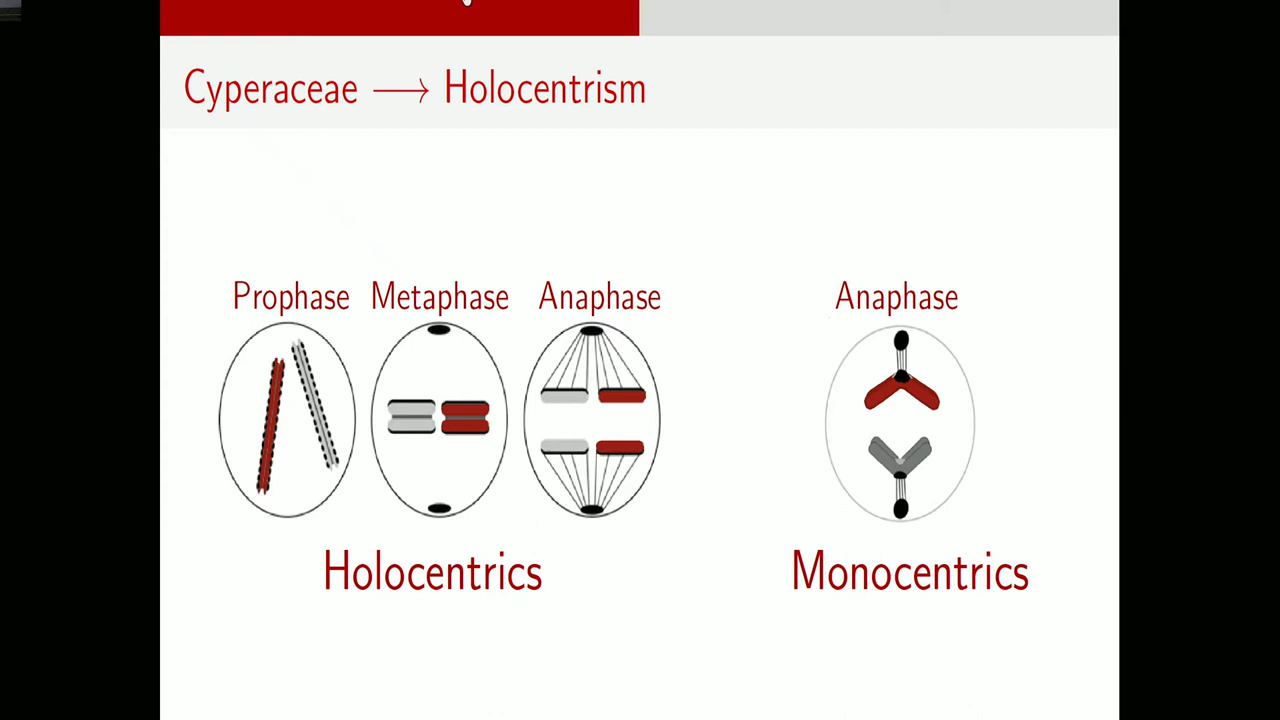 Cyperaceae → Holocentrism
Prophase Metaphase Anaphase Anaphase
Holocentrics Monocentrics